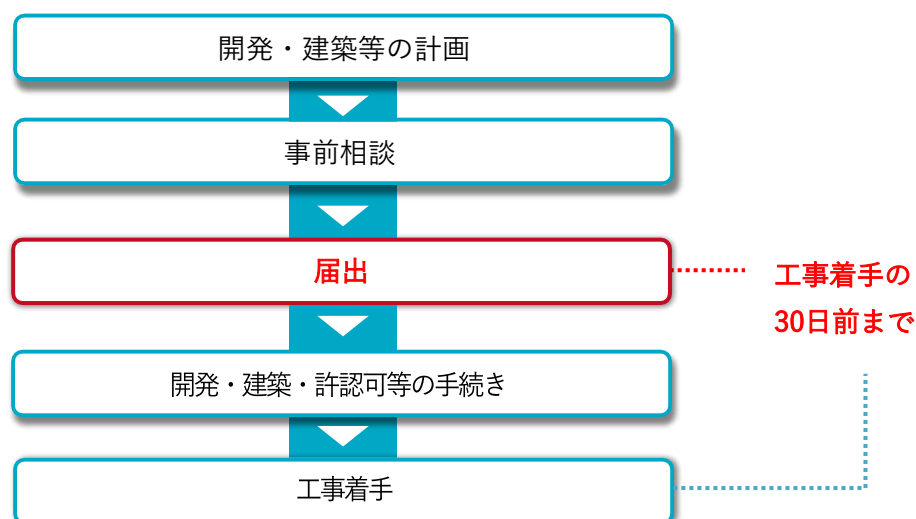 開発・建築等の計画
事前相談
届出
工事着手の
30日前まで
開発・建築・許認可等の手続き
工事着手